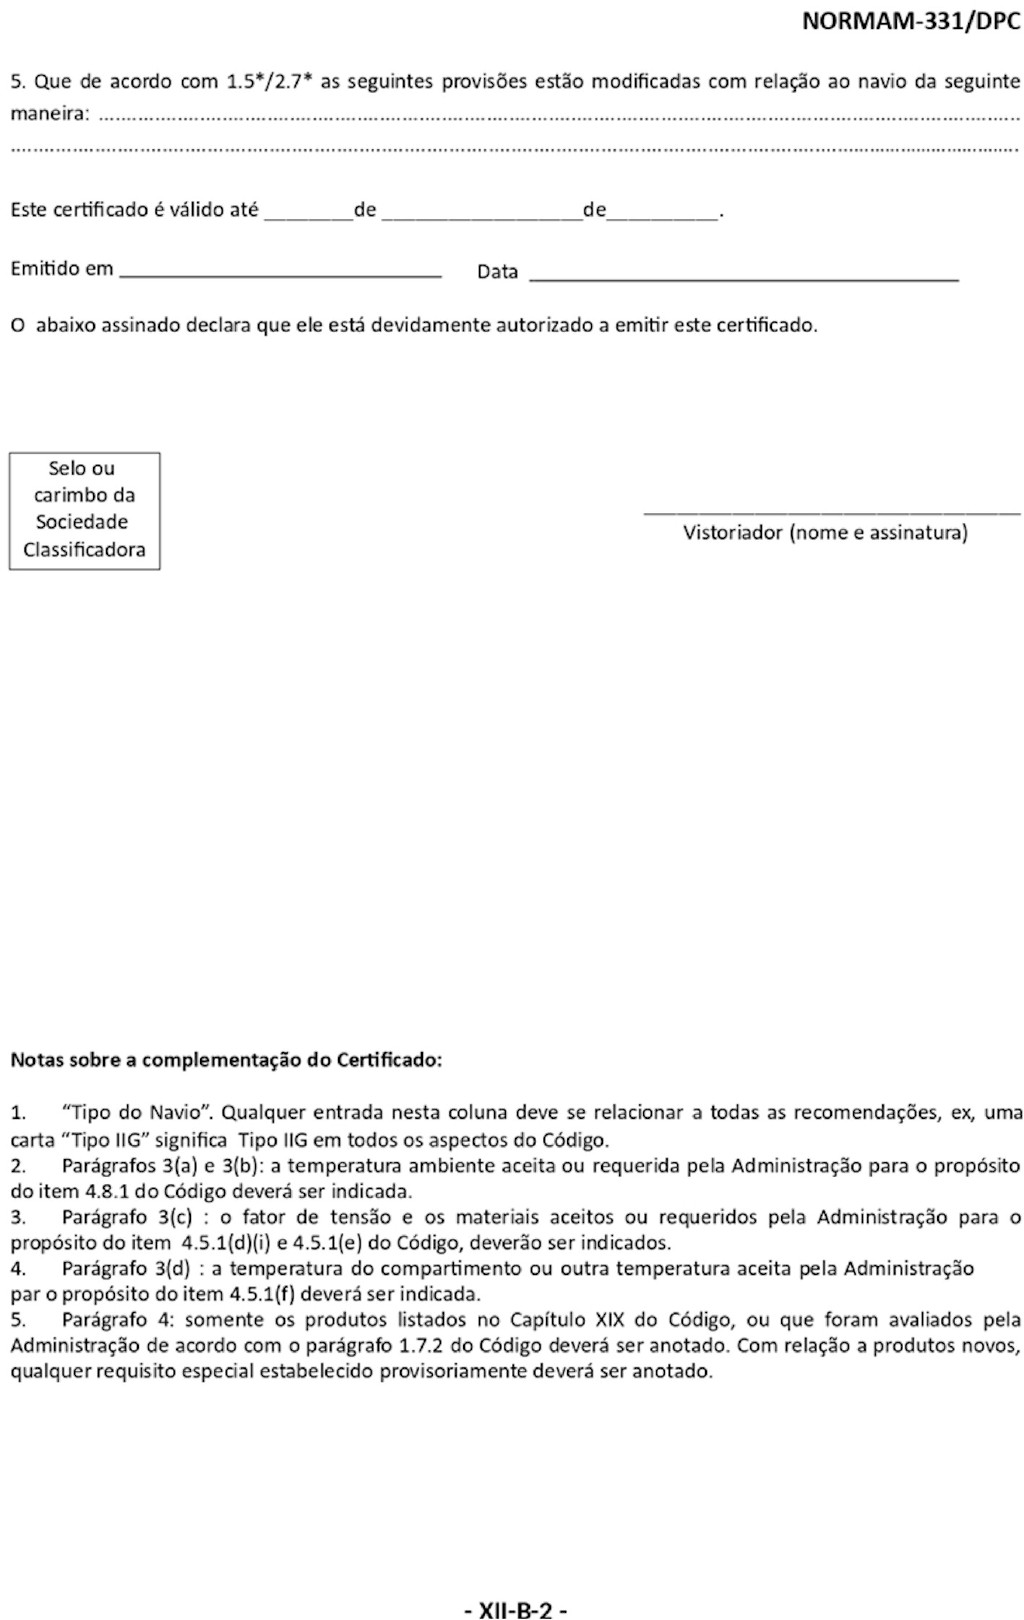 NORMAM-331/DPC
5. Que de acordo com 1.5*/2.7* as seguintes provisões estão modificadas com relação ao navio da seguinte
maneira: ................................................................................................................................................................
................................................................................................................................................................................
Este certificado é válido até ________de __________________de__________.
Emitido em _____________________________ Data ______________________________________
O abaixo assinado declara que ele está devidamente autorizado a emitir este certificado.
Selo ou
carimbo da
Sociedade
Classificadora
__________________________________
Vistoriador (nome e assinatura)
Notas sobre a complementação do Certificado:
1. “Tipo do Navio”. Qualquer entrada nesta coluna deve se relacionar a todas as recomendações, ex, uma
carta “Tipo IIG” significa Tipo IIG em todos os aspectos do Código.
2. Parágrafos 3(a) e 3(b): a temperatura ambiente aceita ou requerida pela Administração para o propósito
do item 4.8.1 do Código deverá ser indicada.
3. Parágrafo 3(c) : o fator de tensão e os materiais aceitos ou requeridos pela Administração para o
propósito do item 4.5.1(d)(i) e 4.5.1(e) do Código, deverão ser indicados.
4. Parágrafo 3(d) : a temperatura do compartimento ou outra temperatura aceita pela Administração
par o propósito do item 4.5.1(f) deverá ser indicada.
5. Parágrafo 4: somente os produtos listados no Capítulo XIX do Código, ou que foram avaliados pela
Administração de acordo com o parágrafo 1.7.2 do Código deverá ser anotado. Com relação a produtos novos,
qualquer requisito especial estabelecido provisoriamente deverá ser anotado.
- XII-B-2 -